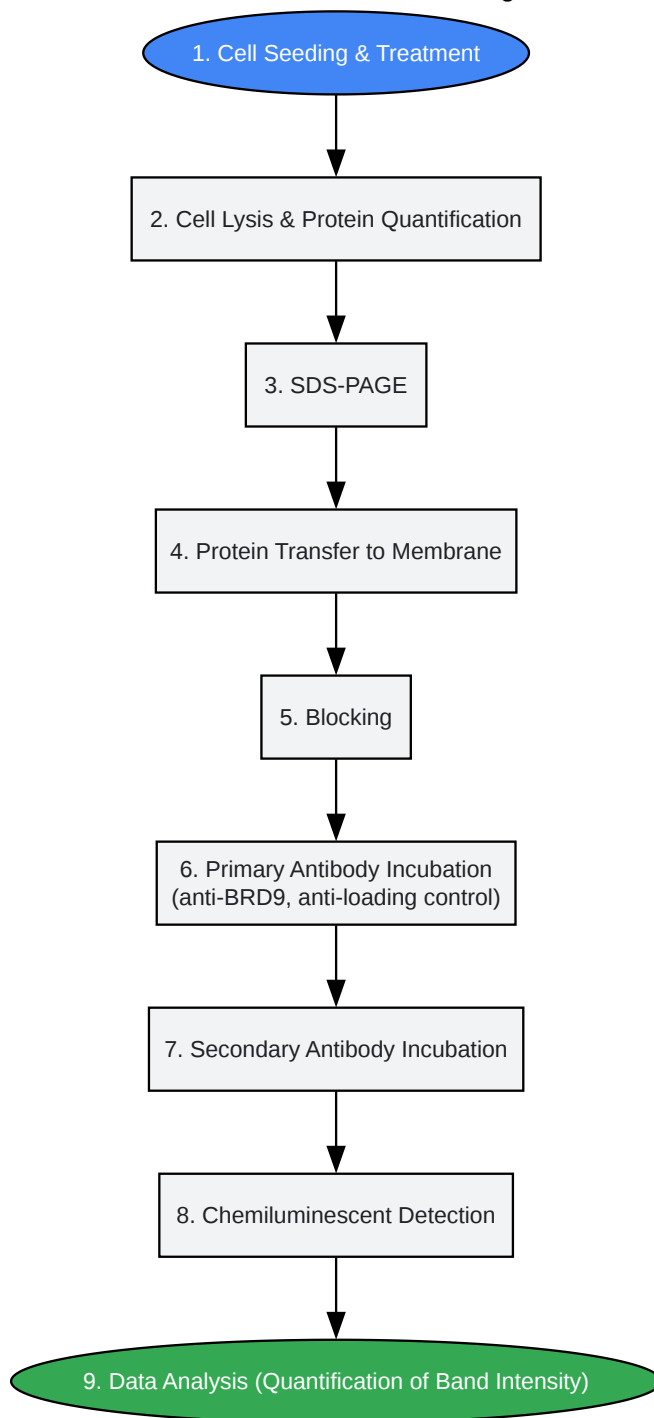 1. Cell Seeding & Treatment
2. Cell Lysis & Protein Quantification
3. SDS-PAGE
4. Protein Transfer to Membrane
5. Blocking
6. Primary Antibody Incubation
(anti-BRD9, anti-loading control)
7. Secondary Antibody Incubation
8. Chemiluminescent Detection
9. Data Analysis (Quantification of Band Intensity)